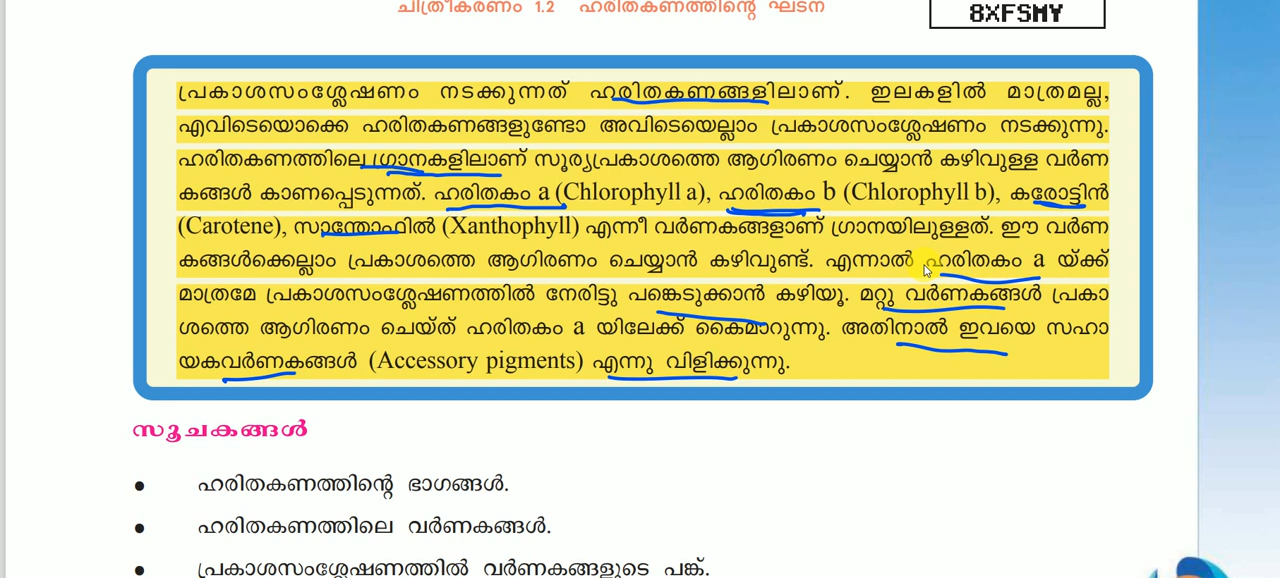 ചിത്രീകരണം 1.2 ഹരിതകണത്തിന്റെ ഘടന
8XFSMY
പ്രകാശസംശ്ലേഷണം നടക്കുന്നത് ഹരിതകണങ്ങളിലാണ്. ഇലകളിൽ മാത്രമല്ല,
എവിടെയൊക്കെ ഹരിതകണങ്ങളുണ്ടോ അവിടെയെല്ലാം പ്രകാശസംശ്ലേഷണം നടക്കുന്നു.
ഹരിതകണത്തിലെ ഗ്രാനകളിലാണ് സൂര്യപ്രകാശത്തെ ആഗിരണം ചെയ്യാൻ കഴിവുള്ള വർണ
കങ്ങൾ കാണപ്പെടുന്നത്. ഹരിതകം a (Chlorophyll a), ഹരിതകം b (Chlorophyll b), കരോട്ടിൻ
(Carotene), സാന്തോഫിൽ (Xanthophyll) എന്നീ വർണകങ്ങളാണ് ഗ്രാനയിലുള്ളത്. ഈ വർണ
കങ്ങൾക്കെല്ലാം പ്രകാശത്തെ ആഗിരണം ചെയ്യാൻ കഴിവുണ്ട്. എന്നാൽ ഹരിതകം a യ്ക്ക്
മാത്രമേ പ്രകാശസംശ്ലേഷണത്തിൽ നേരിട്ടു പങ്കെടുക്കാൻ കഴിയൂ. മറ്റു വർണകങ്ങൾ പ്രകാ
ശത്തെ ആഗിരണം ചെയ്ത് ഹരിതകം a യിലേക്ക് കൈമാറുന്നു. അതിനാൽ ഇവയെ സഹാ
യകവർണകങ്ങൾ (Accessory pigments) എന്നു വിളിക്കുന്നു.
സൂചകങ്ങൾ
● ഹരിതകണത്തിന്റെ ഭാഗങ്ങൾ.
● ഹരിതകണത്തിലെ വർണകങ്ങൾ.
● പ്രകാശസംശ്ലേഷണത്തിൽ വർണകങ്ങളുടെ പങ്ക്.